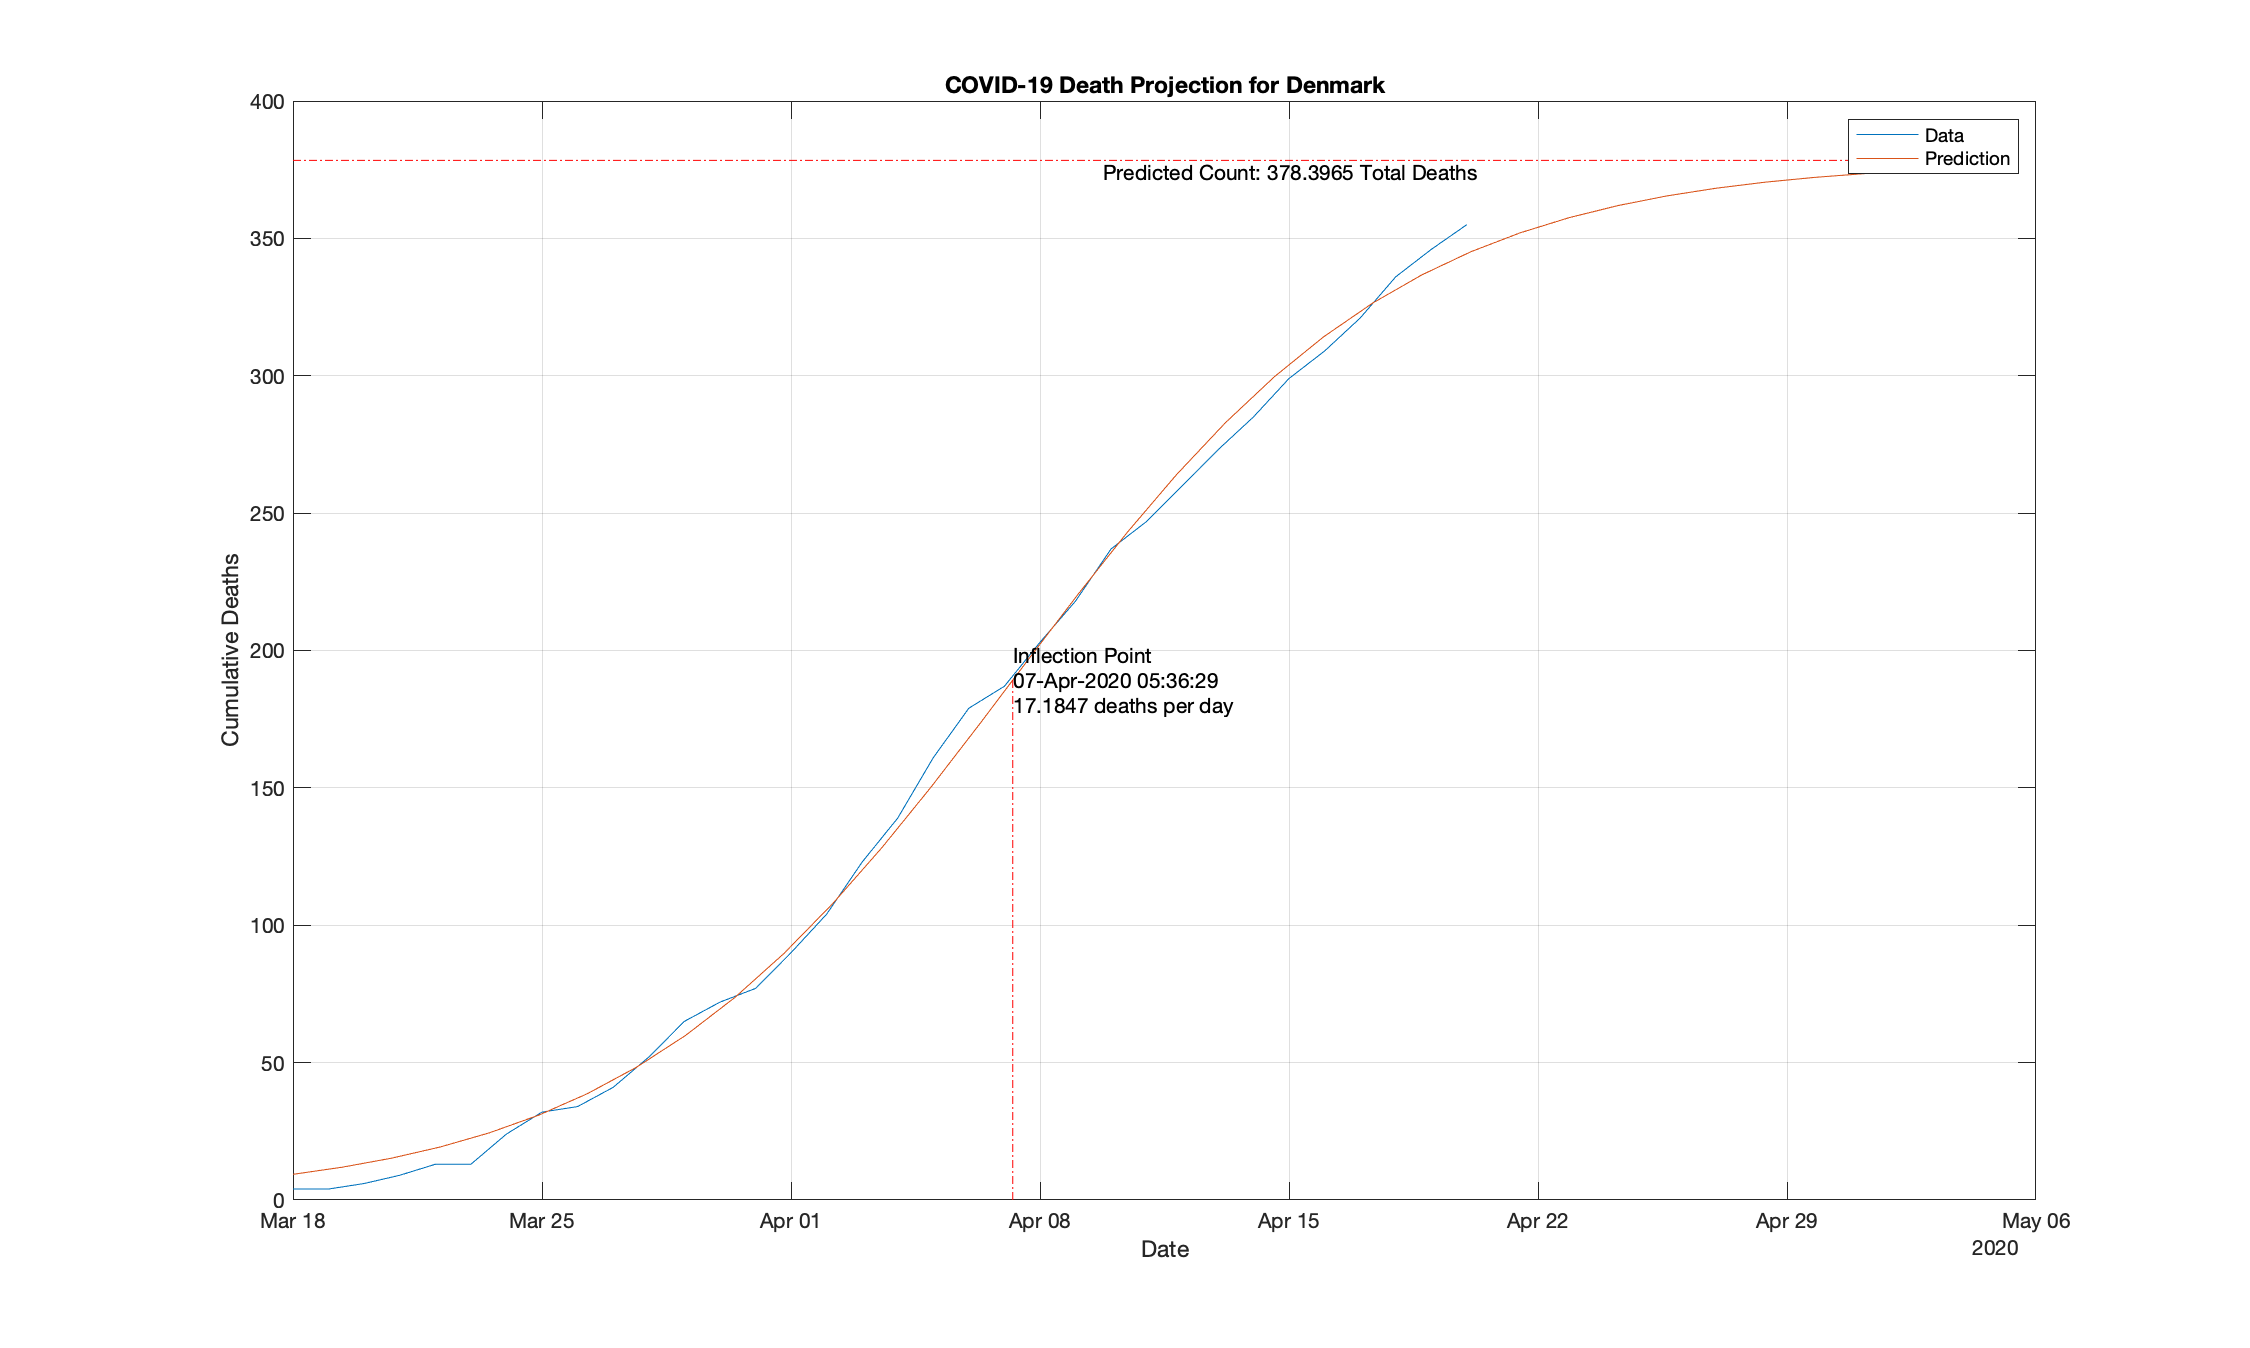 COVID-19 Death Projection for Denmark
400
350
300
250
200
150
100
50
0
Cumulative Deaths
Data
Prediction
Predicted Count: 378.3965 Total Deaths
Inflection Point
07-Apr-2020 05:36:29
17.1847 deaths per day
Mar 18
Mar 25
Apr 01
Apr 08
Apr 15
Apr 22
Apr 29
May 06
2020
Date